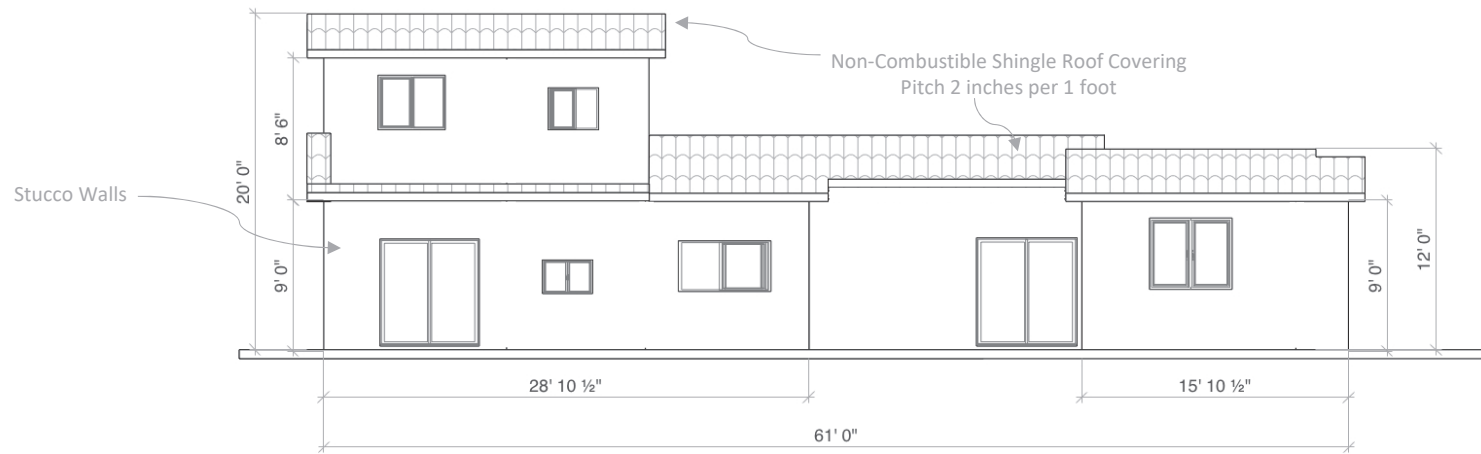 Non-Combustible Shingle Roof Covering
Pitch 2 inches per 1 foot
Stucco Walls
20' 0"
8' 6"
9' 0"
9' 0"
12' 0"
28' 10 ½"
15' 10 ½"
61' 0"